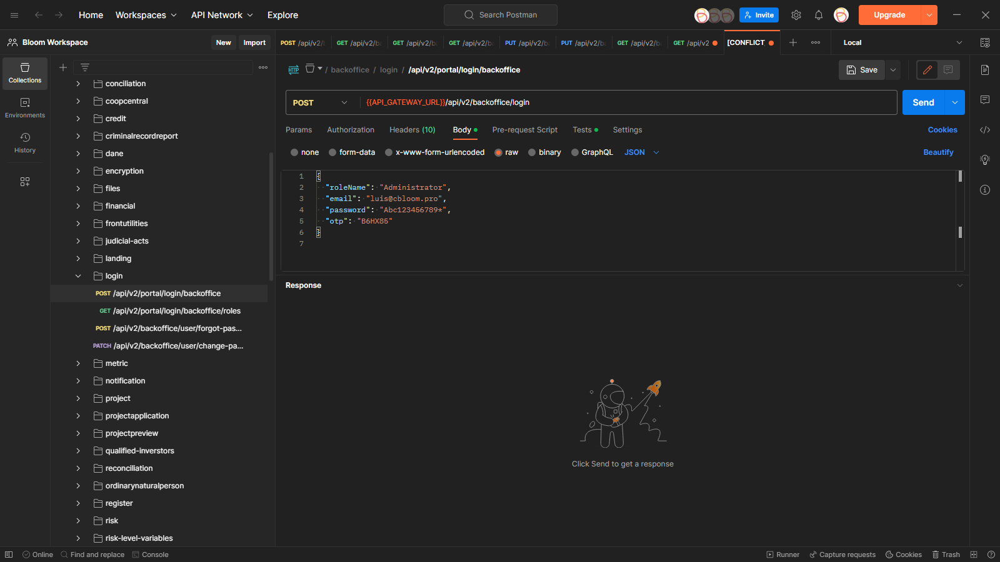 Home Workspaces API Network Explore Search Postman Invite Upgrade
Bloom Workspace New Import
POST /api/v2/ GET /api/v2/b GET /api/v2/b GET /api/v2/b PUT /api/v2/b PUT /api/v2/b GET /api/v2/b GET /api/v2 [CONFLICT Local
Collections
Environments
History
conciliation
coopcentral
credit
criminalrecordreport
dane
encryption
files
financial
frontutilities
judicial-acts
landing
login
POST /api/v2/portal/login/backoffice
GET /api/v2/portal/login/backoffice/roles
POST /api/v2/backoffice/user/forgot-pas...
PATCH /api/v2/backoffice/user/change-pa...
metric
notification
project
projectapplication
projectpreview
qualified-inverstors
reconciliation
ordinarynaturalperson
register
risk
risk-level-variables
HTTP / backoffice / login / /api/v2/portal/login/backoffice Save
POST {{API_GATEWAY_URL}}/api/v2/backoffice/login Send
Params Authorization Headers (10) Body Pre-request Script Tests Settings Cookies
none form-data x-www-form-urlencoded raw binary GraphQL JSON Beautify
1 {
2 "roleName": "Administrator",
3 "email": "luis@cbloom.pro",
4 "password": "Abc123456789*",
5 "otp": "B6HX85"
6 }
7
Response
Click Send to get a response
Online Find and replace Console Runner Capture requests Cookies Trash